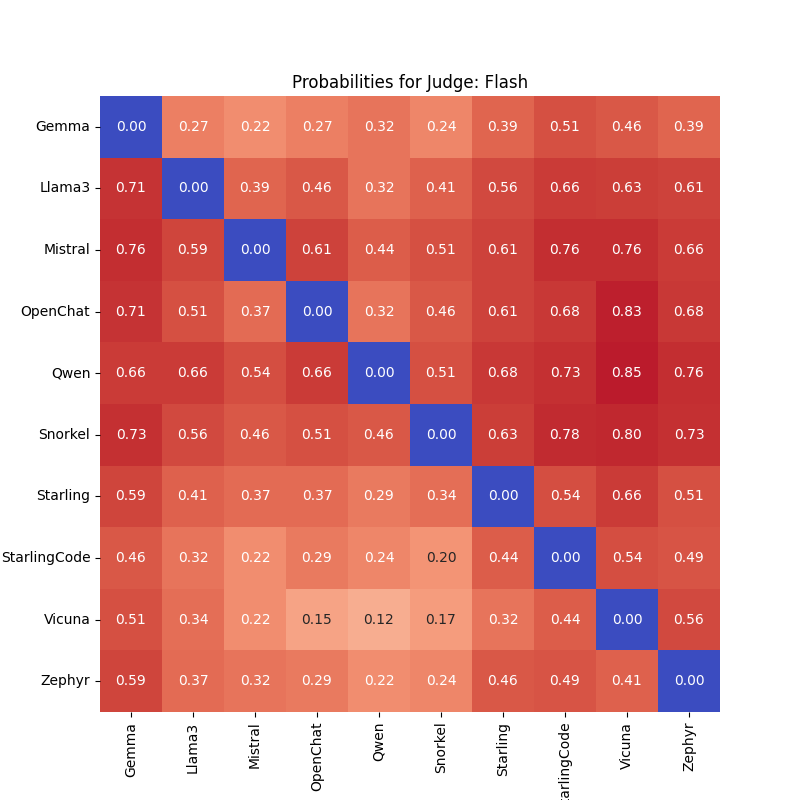 Probabilities for Judge: Flash
Gemma 0.00 0.27 0.22 0.27 0.32 0.24 0.39 0.51 0.46 0.39
Llama3 0.71 0.00 0.39 0.46 0.32 0.41 0.56 0.66 0.63 0.61
Mistral 0.76 0.59 0.00 0.61 0.44 0.51 0.61 0.76 0.76 0.66
OpenChat 0.71 0.51 0.37 0.00 0.32 0.46 0.61 0.68 0.83 0.68
Qwen 0.66 0.66 0.54 0.66 0.00 0.51 0.68 0.73 0.85 0.76
Snorkel 0.73 0.56 0.46 0.51 0.46 0.00 0.63 0.78 0.80 0.73
Starling 0.59 0.41 0.37 0.37 0.29 0.34 0.00 0.54 0.66 0.51
StarlingCode 0.46 0.32 0.22 0.29 0.24 0.20 0.44 0.00 0.54 0.49
Vicuna 0.51 0.34 0.22 0.15 0.12 0.17 0.32 0.44 0.00 0.56
Zephyr 0.59 0.37 0.32 0.29 0.22 0.24 0.46 0.49 0.41 0.00
Gemma Llama3 Mistral OpenChat Qwen Snorkel Starling arlingCode Vicuna Zephyr